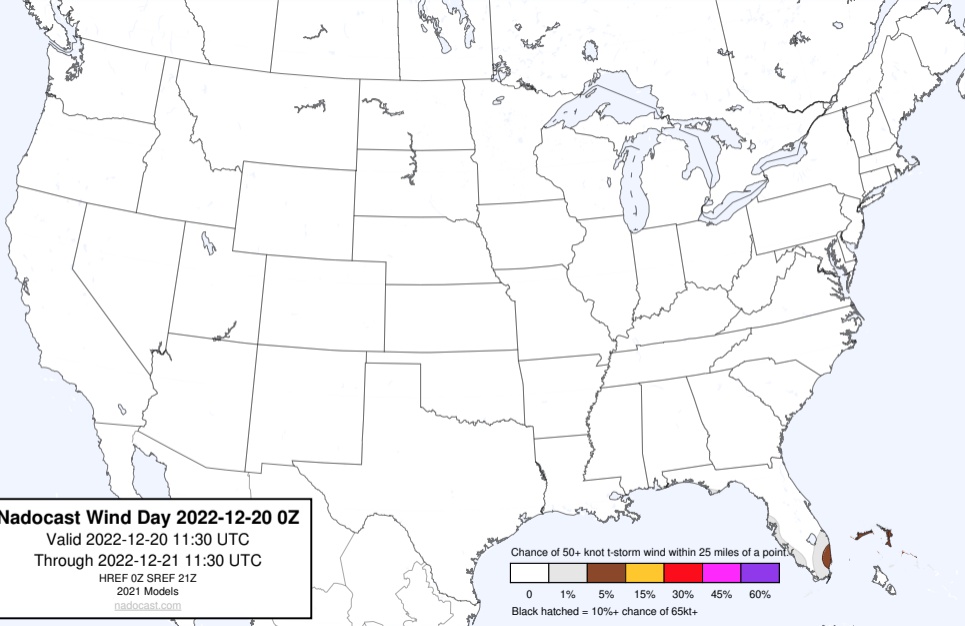 Nadocast Wind Day 2022-12-20 0Z
Valid 2022-12-20 11:30 UTC
Through 2022-12-21 11:30 UTC
HREF 0Z SREF 21Z
2021 Models
nadocast.com
Chance of 50+ knot t-storm wind within 25 miles of a point.
0 1% 5% 15% 30% 45% 60%
Black hatched = 10%+ chance of 65kt+